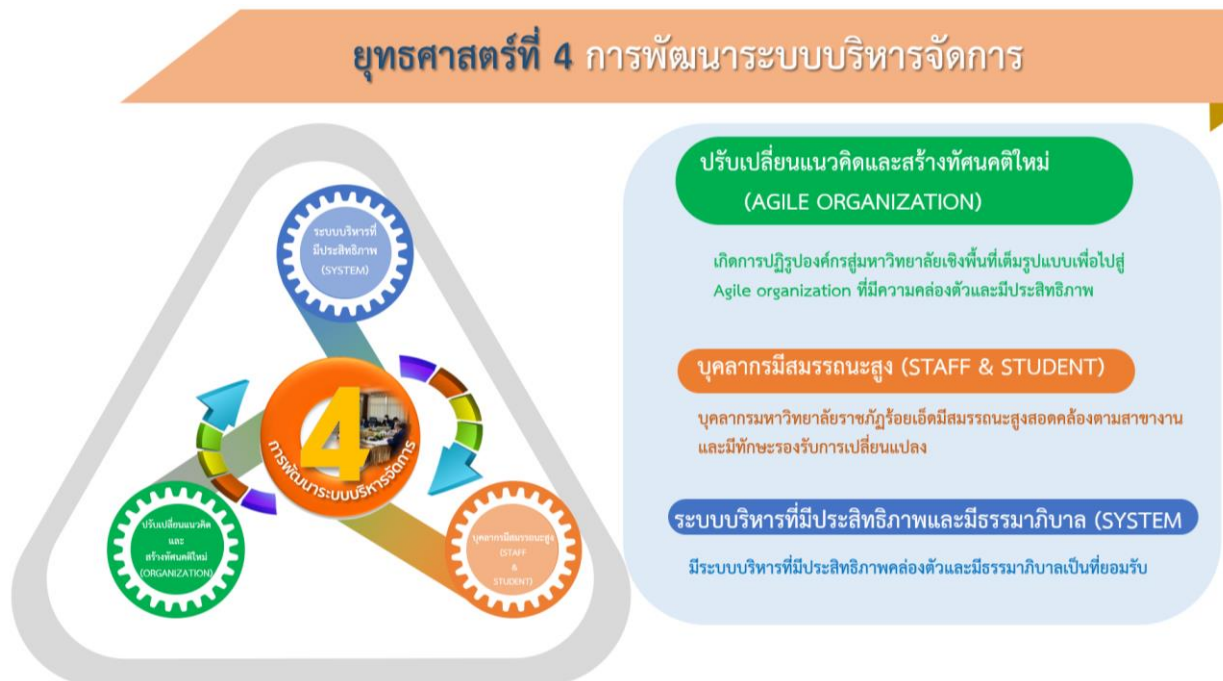 ยุทธศาสตร์ที่ 4 การพัฒนาระบบบริหารจัดการ
ระบบบริหารที่
มีประสิทธิภาพ
(SYSTEM)
4
การพัฒนาระบบบริหารจัดการ
ปรับเปลี่ยนแนวคิด
และ
สร้างทัศนคติใหม่
(ORGANIZATION)
บุคลากรมีสมรรถนะสูง
(STAFF
&
STUDENT)
ปรับเปลี่ยนแนวคิดและสร้างทัศนคติใหม่
(AGILE ORGANIZATION)
เกิดการปฏิรูปองค์กรสู่มหาวิทยาลัยเชิงพื้นที่เต็มรูปแบบเพื่อไปสู่
Agile organization ที่มีความคล่องตัวและมีประสิทธิภาพ
บุคลากรมีสมรรถนะสูง (STAFF & STUDENT)
บุคลากรมหาวิทยาลัยราชภัฏร้อยเอ็ดมีสมรรถนะสูงสอดคล้องตามสาขางาน
และมีทักษะรองรับการเปลี่ยนแปลง
ระบบบริหารที่มีประสิทธิภาพและมีธรรมาภิบาล (SYSTEM
มีระบบบริหารที่มีประสิทธิภาพคล่องตัวและมีธรรมาภิบาลเป็นที่ยอมรับ